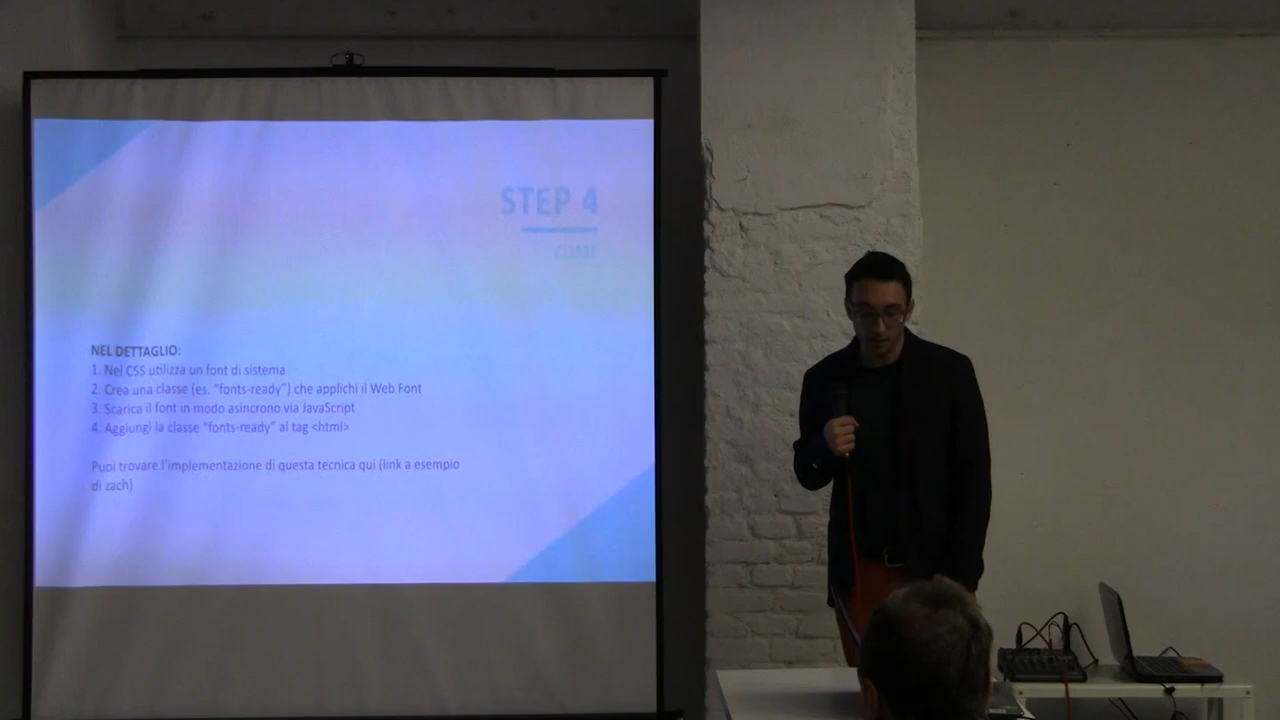 STEP 4
COME
NEL DETTAGLIO:
1. Nel CSS utilizza un font di sistema
2. Crea una classe (es. "fonts-ready") che applichi il Web Font
3. Scarica il font in modo asincrono via JavaScript
4. Aggiungi la classe "fonts-ready" al tag <html>
Puoi trovare l'implementazione di questa tecnica qui (link a esempio
di zach)